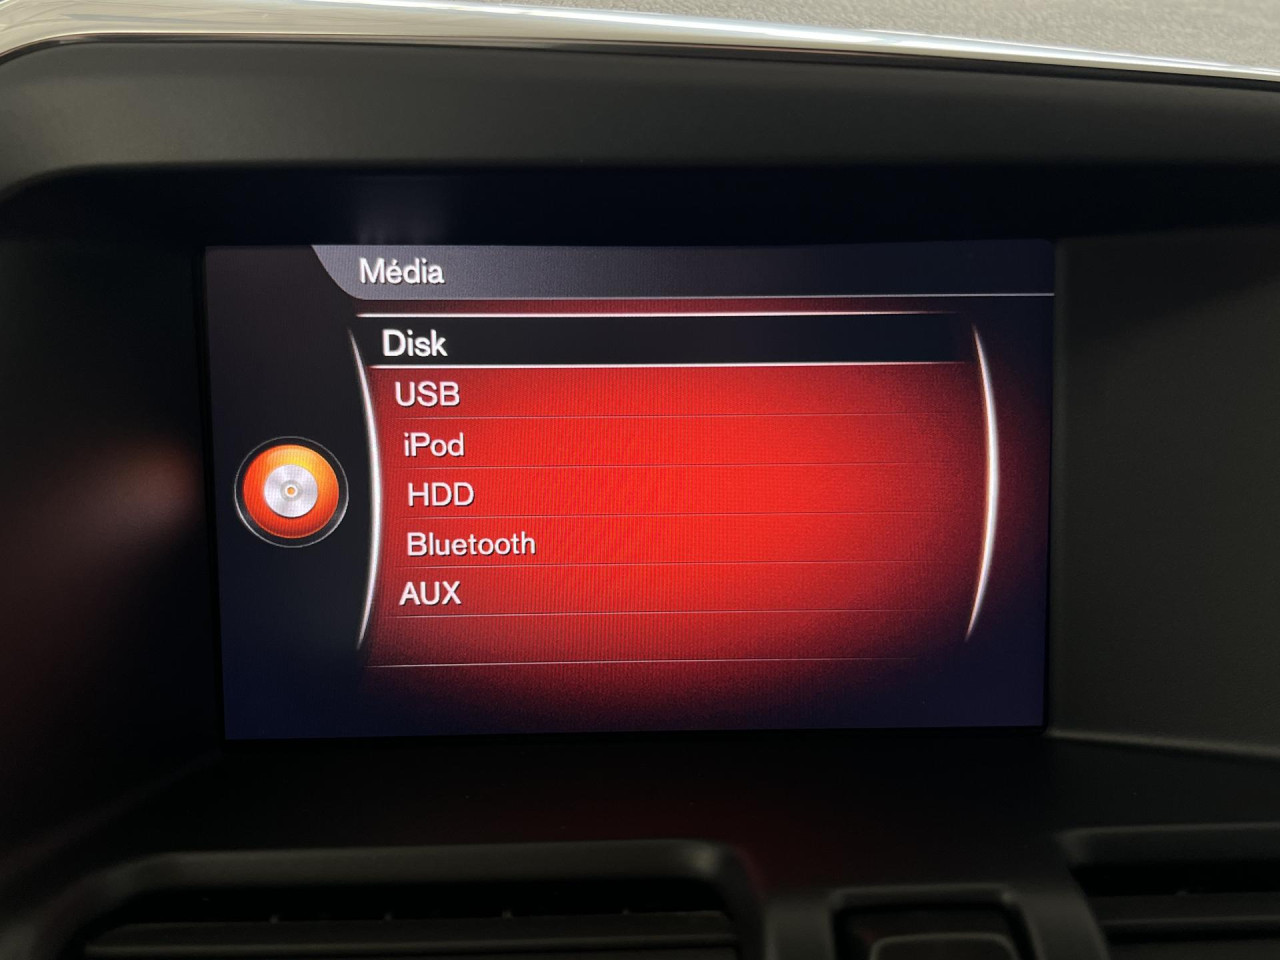 Média
Disk
USB
iPod
HDD
Bluetooth
AUX